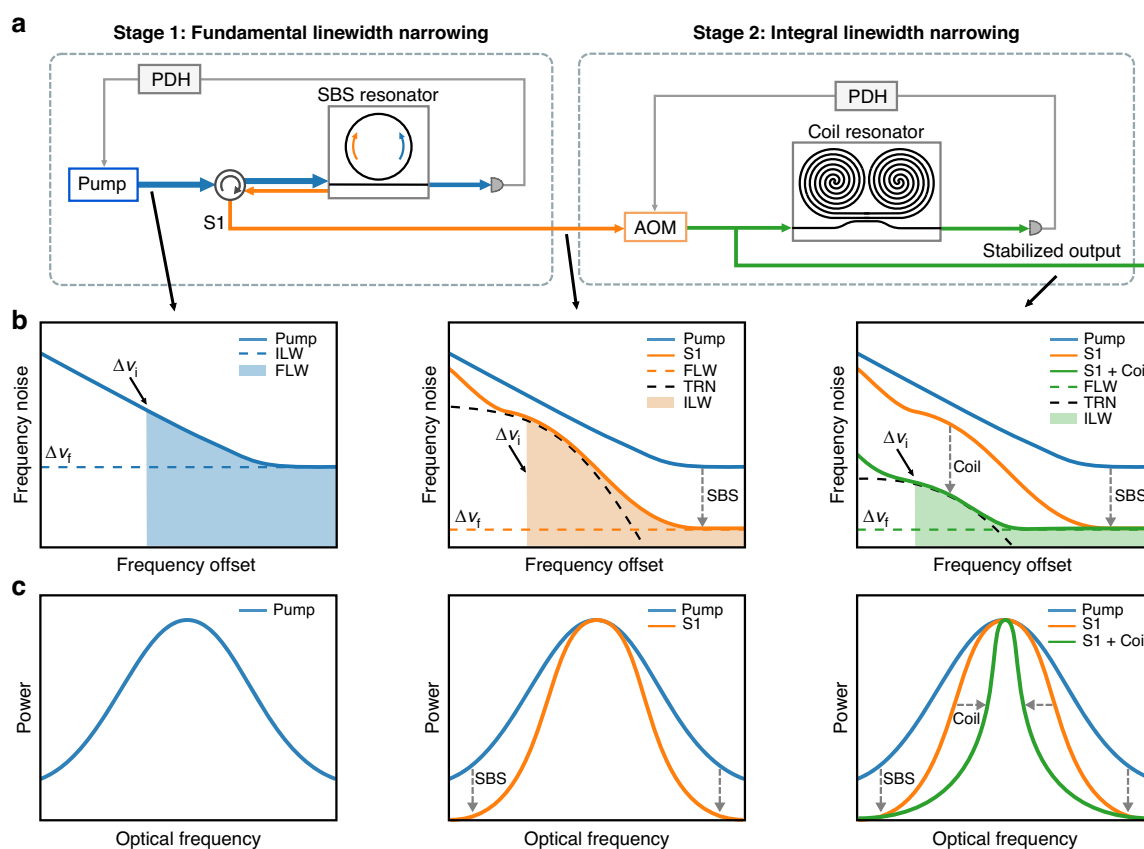 a
Stage 1: Fundamental linewidth narrowing
Stage 2: Integral linewidth narrowing
PDH
SBS resonator
Pump
S1
PDH
Coil resonator
AOM
Stabilized output
b
Frequency noise
Δνi
Δνf
Pump
ILW
FLW
Frequency offset
Frequency noise
Δνi
Δνf
Pump
S1
FLW
TRN
ILW
SBS
Frequency offset
Frequency noise
Δνi
Δνf
Coil
Pump
S1
S1 + Coi
FLW
TRN
ILW
SBS
Frequency offset
c
Power
Pump
Optical frequency
Power
Pump
S1
SBS
Optical frequency
Power
Pump
S1
S1 + Coi
Coil
SBS
Optical frequency